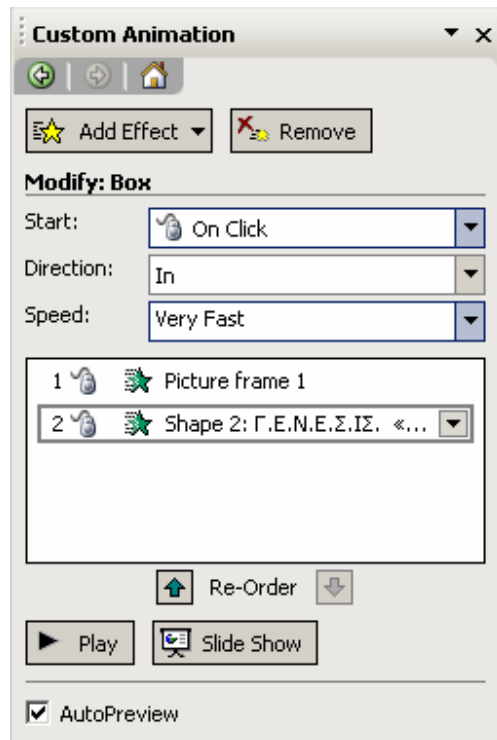 Custom Animation
Add Effect Remove
Modify: Box
Start: On Click
Direction: In
Speed: Very Fast
1 Picture frame 1
2 Shape 2: Γ.Ε.Ν.Ε.Σ.ΙΣ. «...
Re-Order
Play Slide Show
AutoPreview